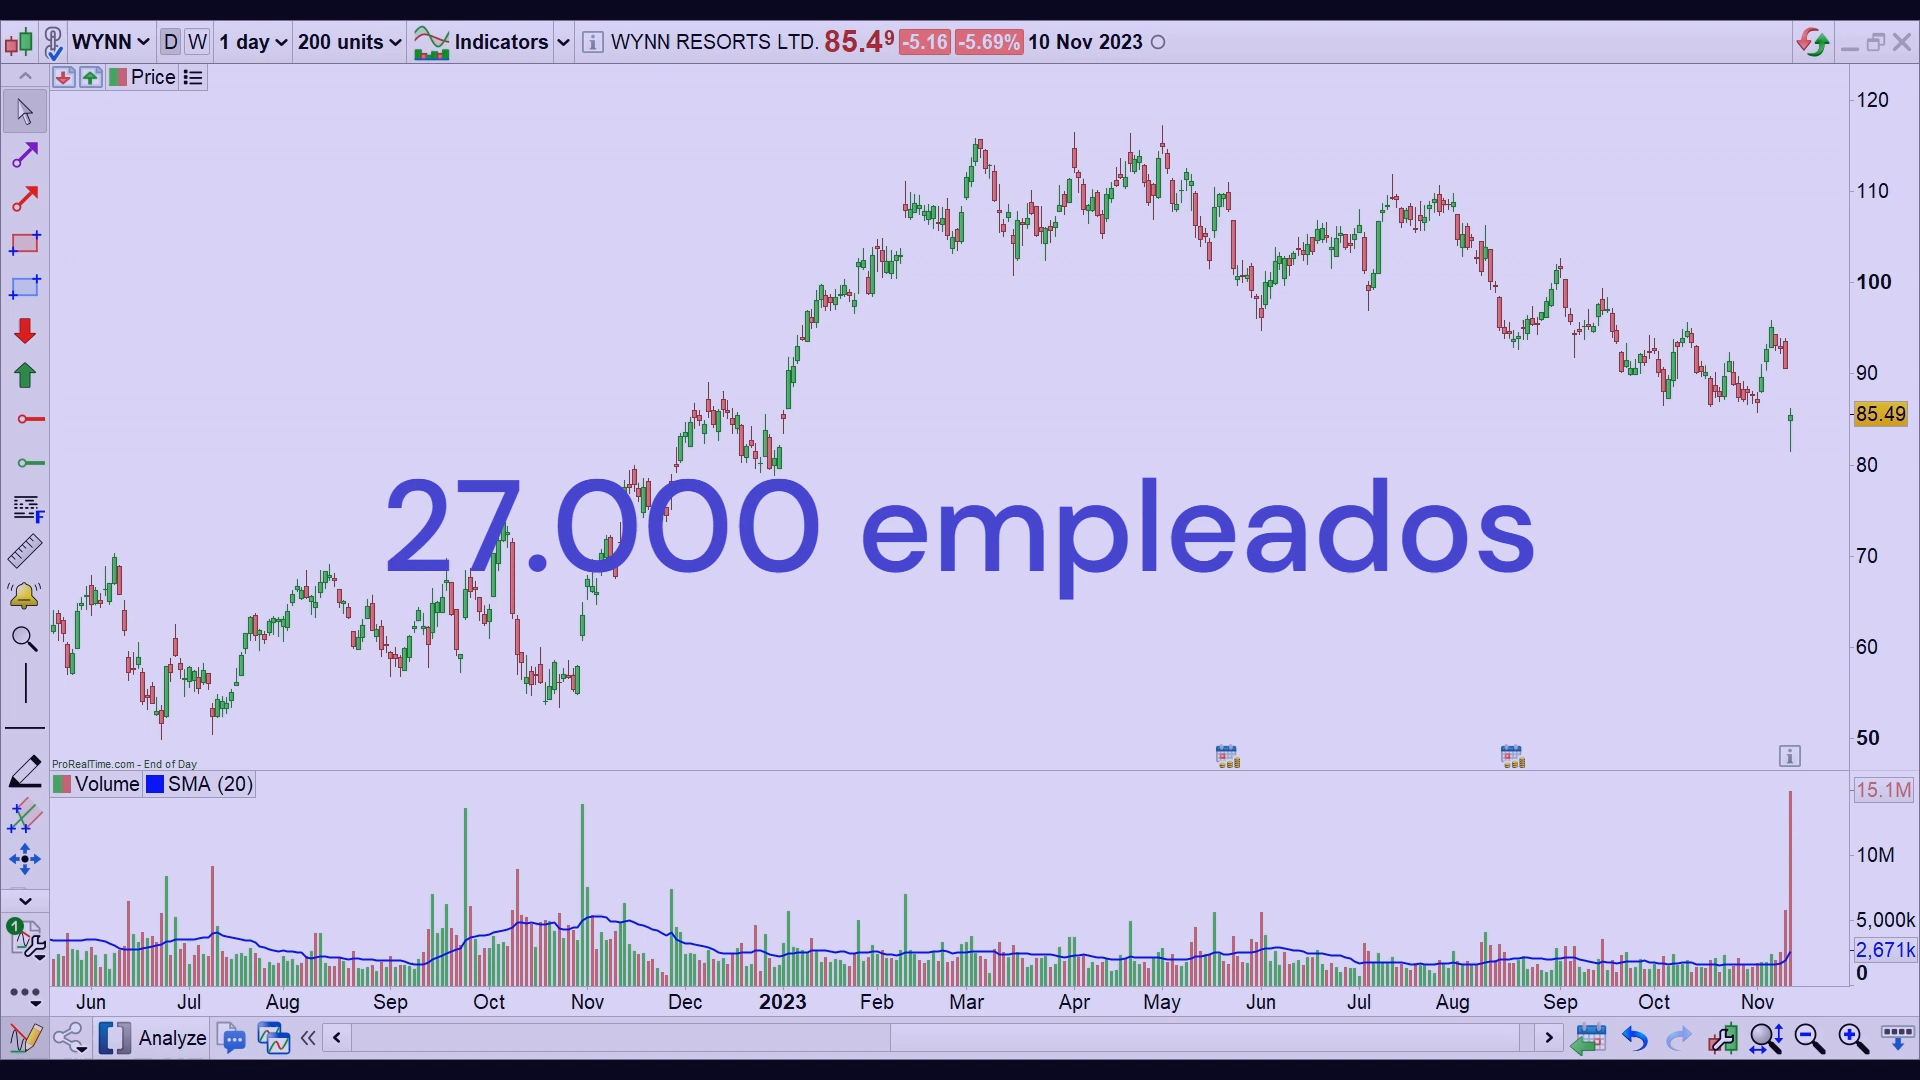 WYNN D W 1 day 200 units Indicators WYNN RESORTS LTD. 85.49 -5.16 -5.69% 10 Nov 2023
Price
120
110
100
90
85.49
80
27.000 empleados
70
60
50
ProRealTime.com - End of Day
Volume SMA (20)
15.1M
10M
5,000k
2,671k
0
Jun Jul Aug Sep Oct Nov Dec 2023 Feb Mar Apr May Jun Jul Aug Sep Oct Nov
Analyze